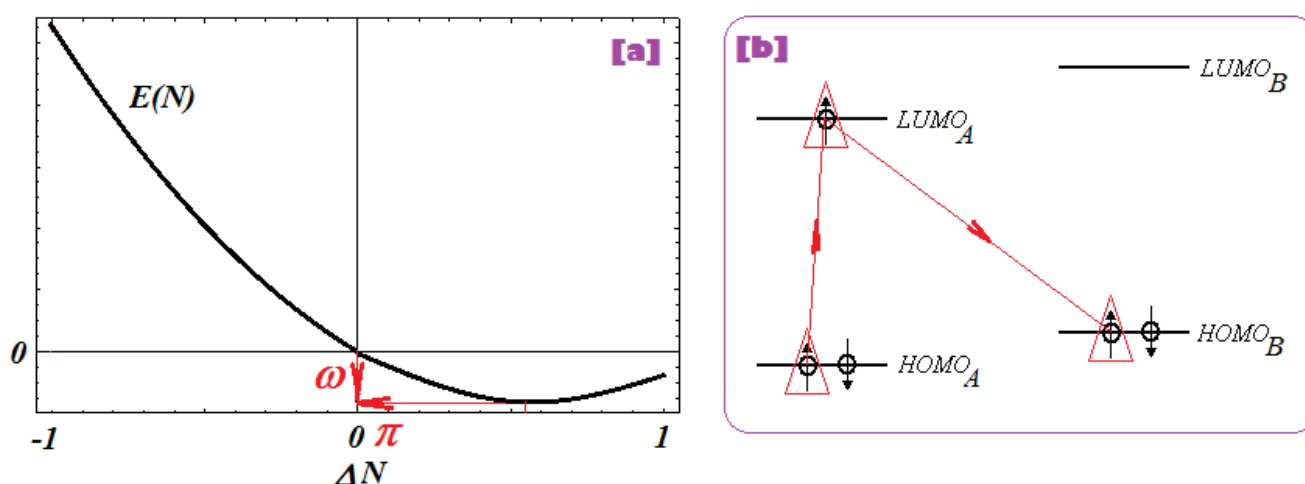 [a]
E(N)
0
ω
-1
0
π
1
ΔN
[b]
LUMO_B
LUMO_A
HOMO_B
HOMO_A